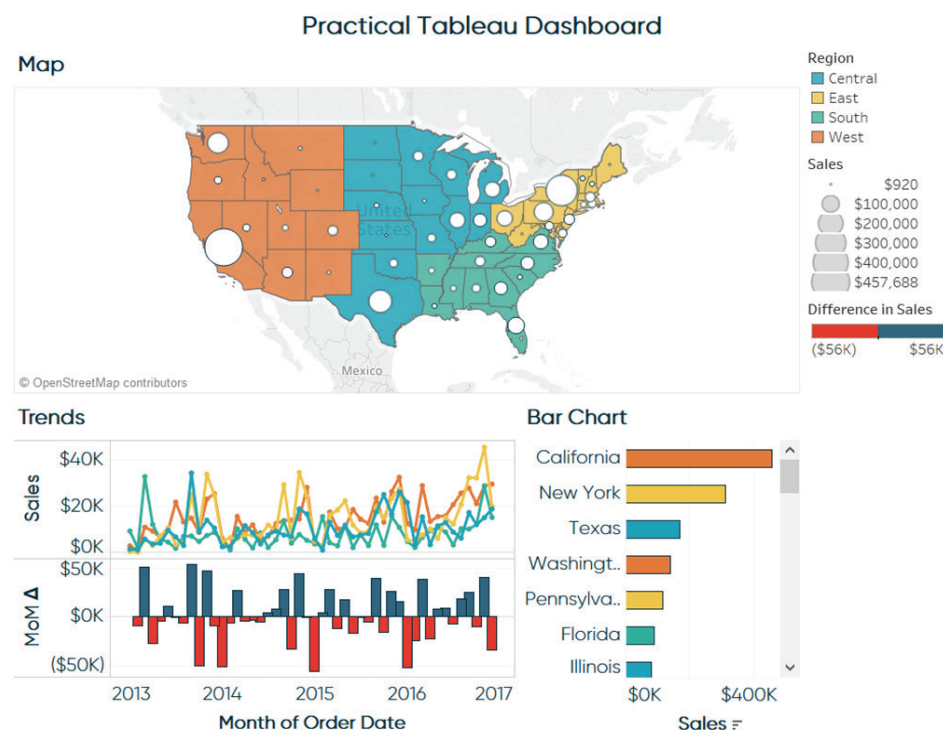 Practical Tableau Dashboard
Map
United
States
Mexico
© OpenStreetMap contributors
Region
Central
East
South
West
Sales
$920
$100,000
$200,000
$300,000
$400,000
$457,688
Difference in Sales
($56K) $56K
Trends
Sales
$40K
$20K
$0K
MoM Δ
$50K
$0K
($50K)
2013 2014 2015 2016 2017
Month of Order Date
Bar Chart
California
New York
Texas
Washingt..
Pennsylva..
Florida
Illinois
$0K $400K
Sales